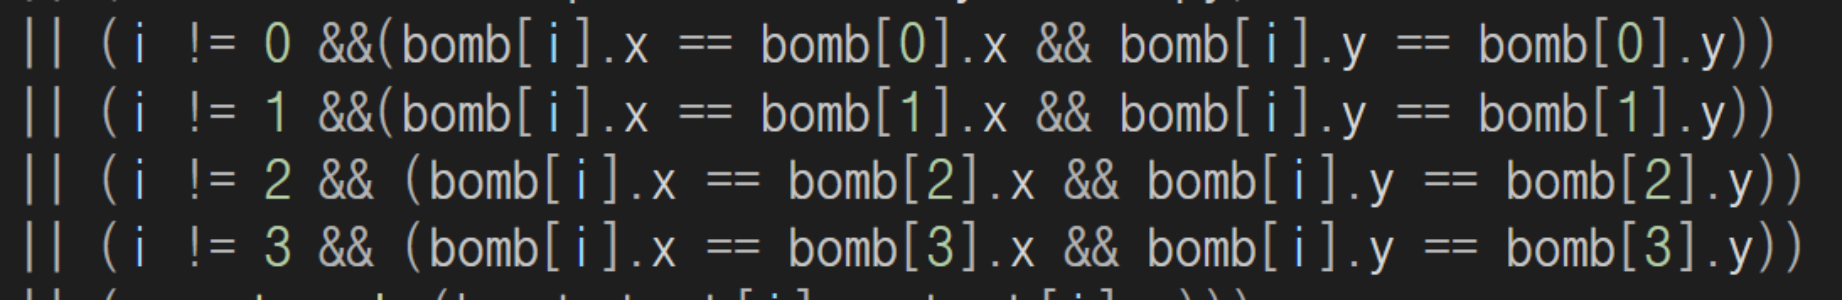 || (i != 0 &&(bomb[i].x == bomb[0].x && bomb[i].y == bomb[0].y))
|| (i != 1 &&(bomb[i].x == bomb[1].x && bomb[i].y == bomb[1].y))
|| (i != 2 && (bomb[i].x == bomb[2].x && bomb[i].y == bomb[2].y))
|| (i != 3 && (bomb[i].x == bomb[3].x && bomb[i].y == bomb[3].y))